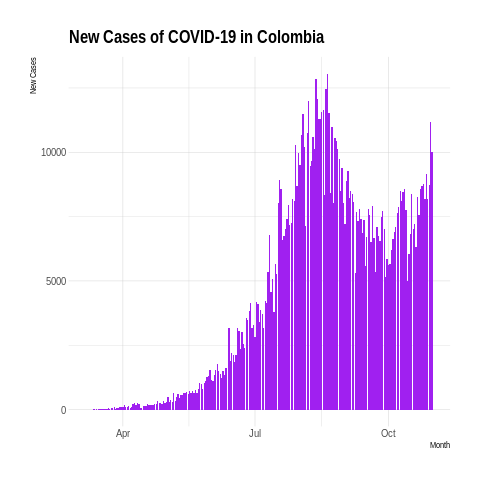 New Cases of COVID-19 in Colombia
New Cases
10000
5000
0
Apr Jul Oct
Month